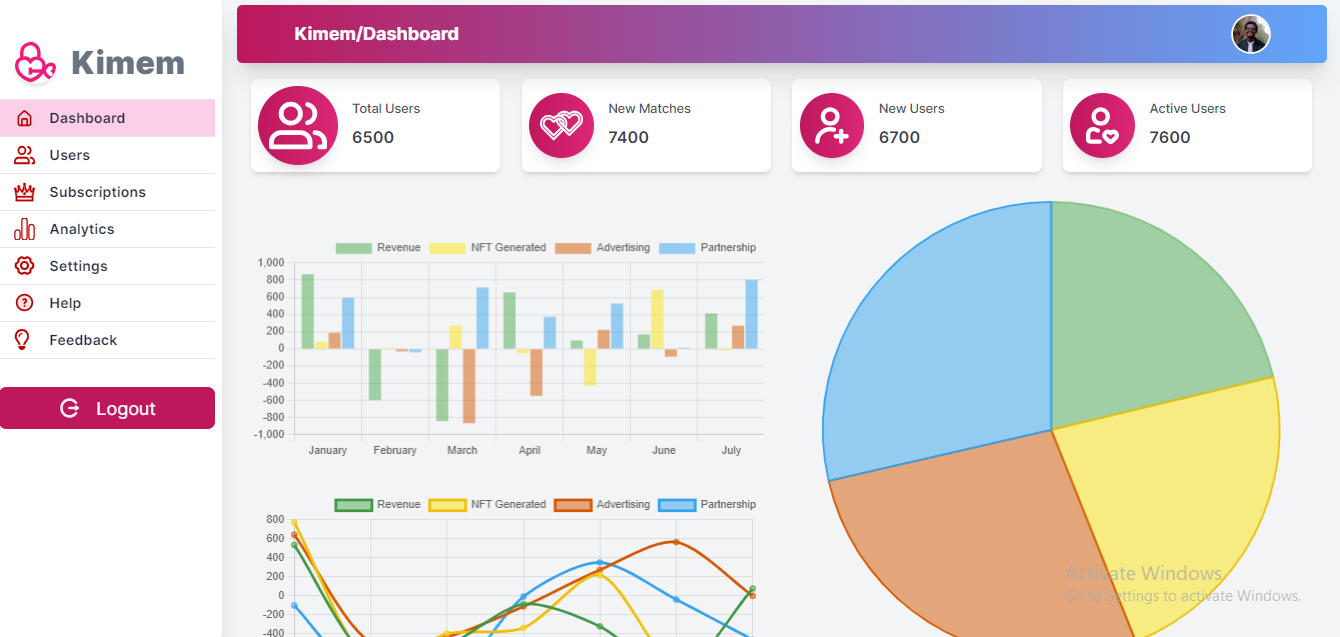 Kimem
Dashboard
Users
Subscriptions
Analytics
Settings
Help
Feedback
Logout
Kimem/Dashboard
Total Users
6500
New Matches
7400
New Users
6700
Active Users
7600
Revenue NFT Generated Advertising Partnership
1,000
800
600
400
200
0
-200
-400
-600
-800
-1,000
January February March April May June July
Revenue NFT Generated Advertising Partnership
800
600
400
200
0
-200
-400
Activate Windows
Go to Settings to activate Windows.